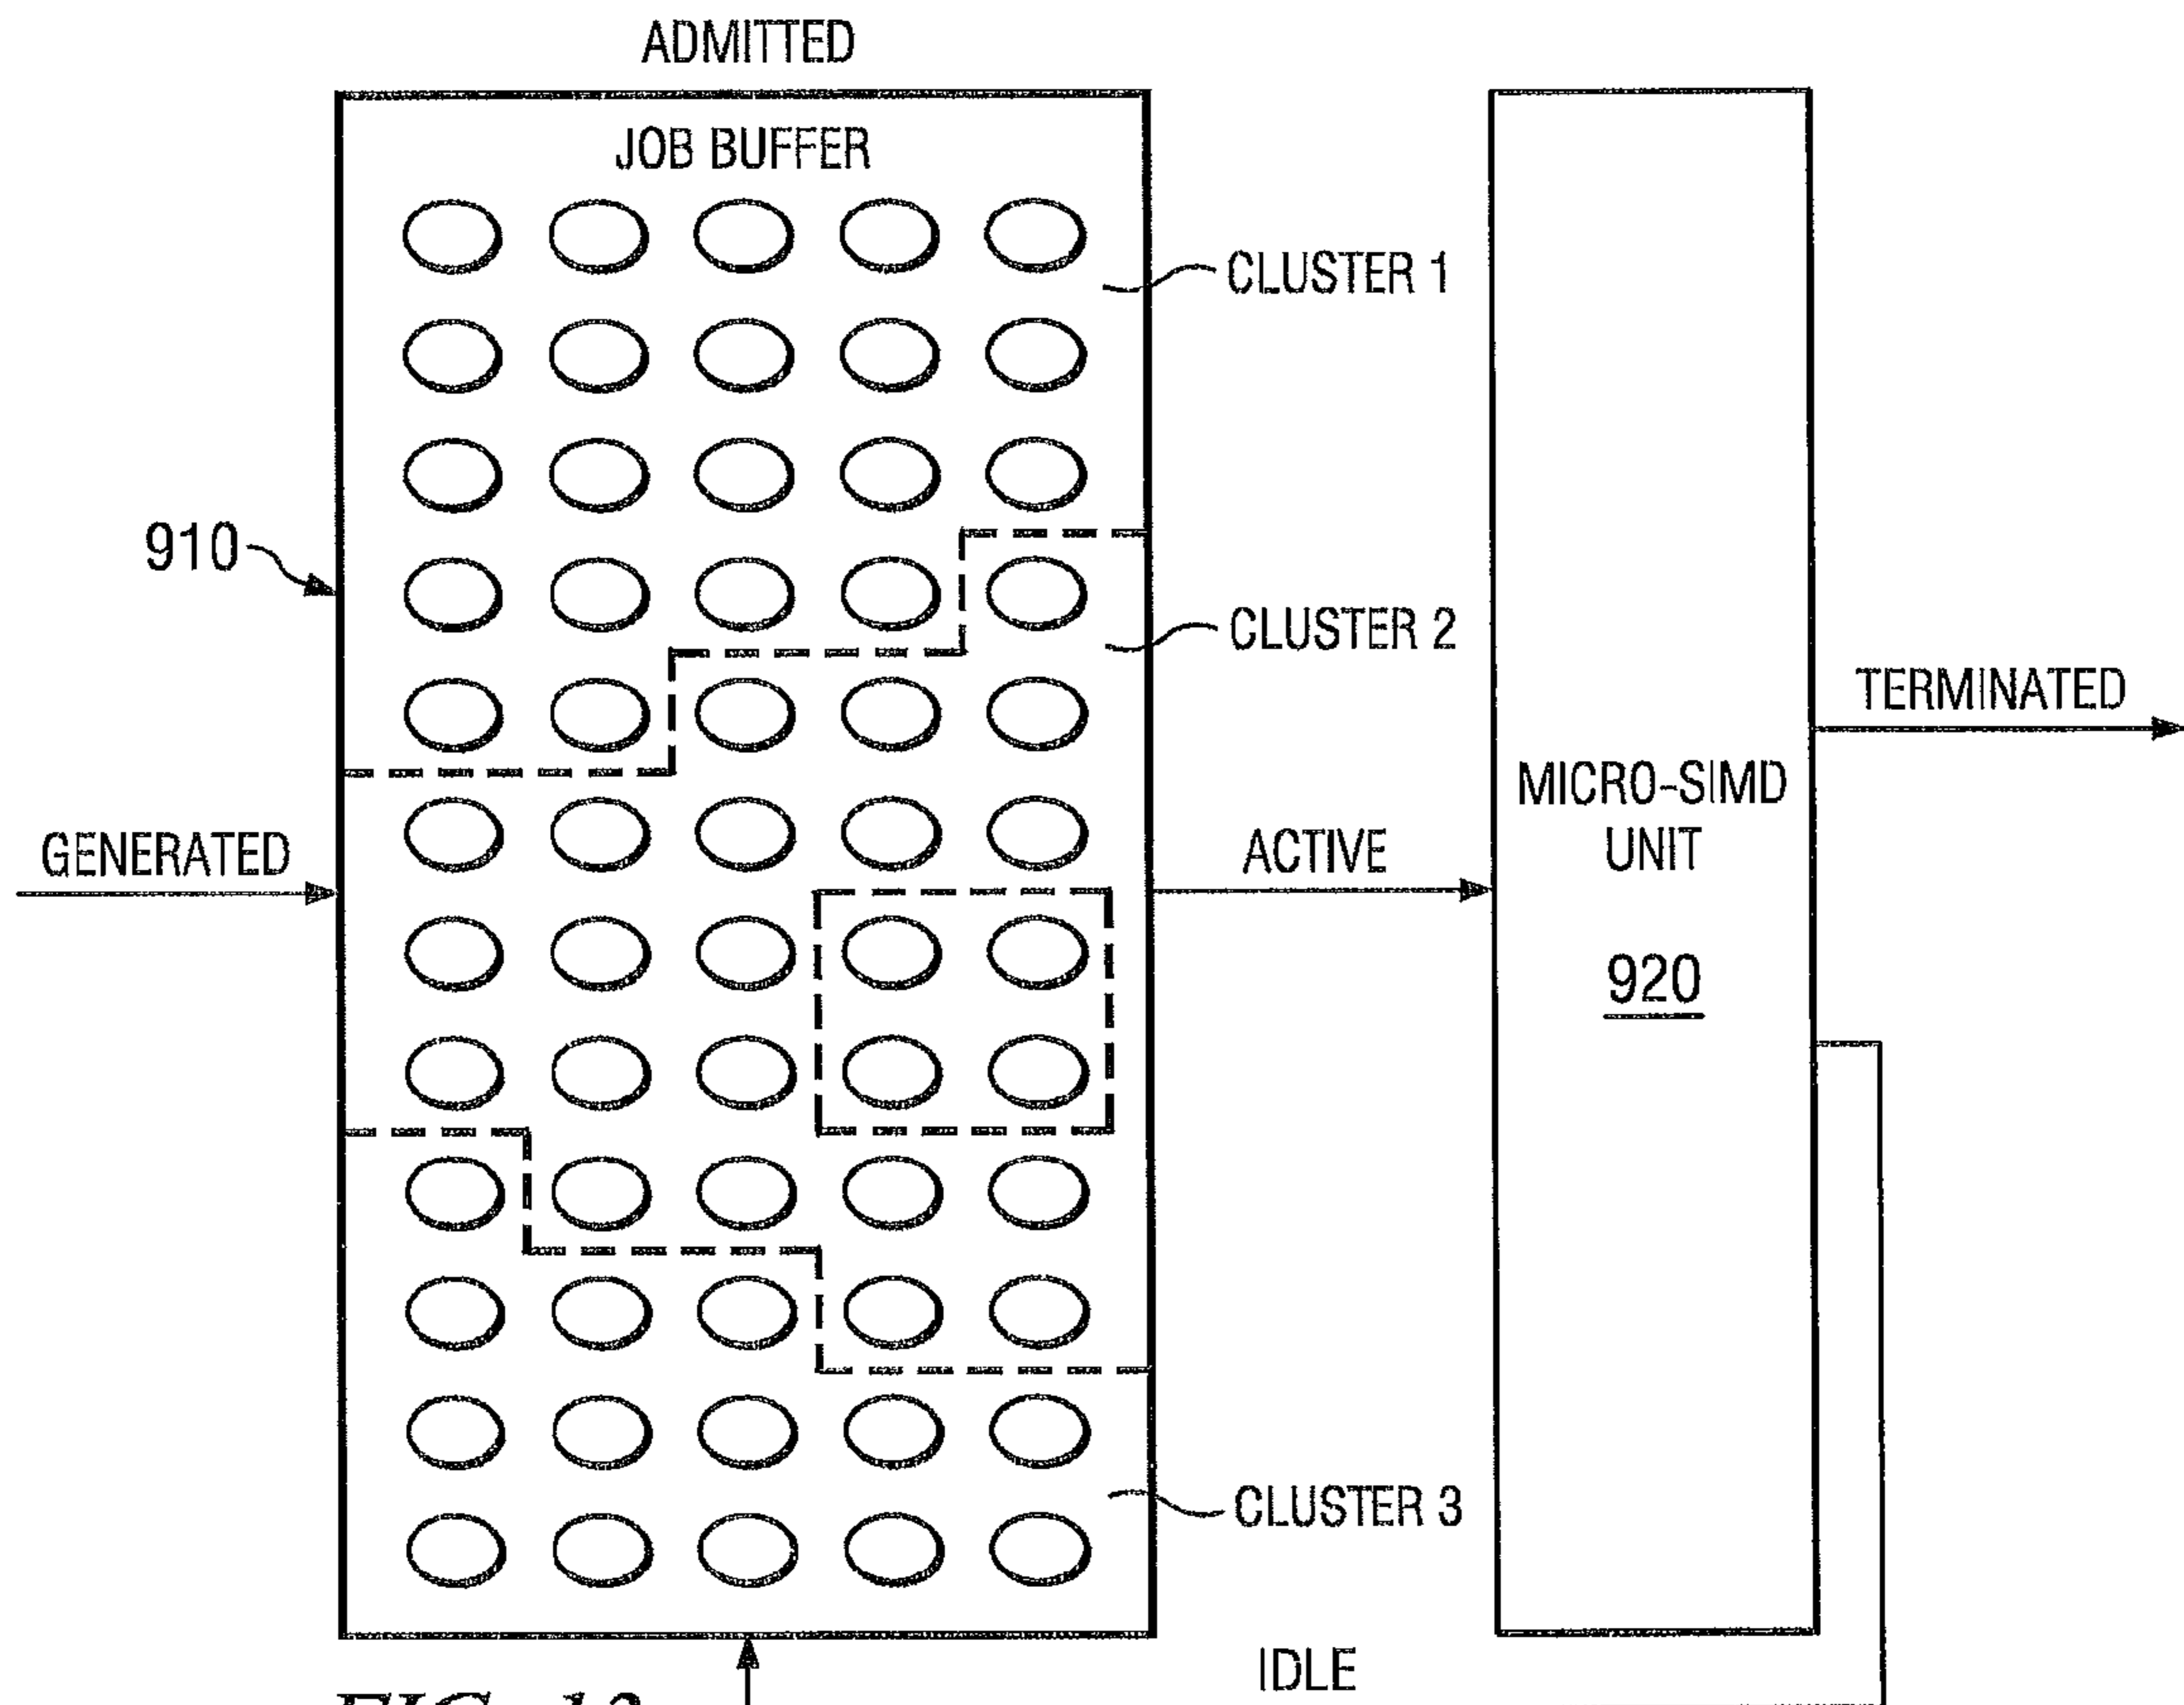 ADMITTED
JOB BUFFER
CLUSTER 1
910
CLUSTER 2
TERMINATED
MICRO-SIMD
UNIT
GENERATED
ACTIVE
920
CLUSTER 3
IDLE